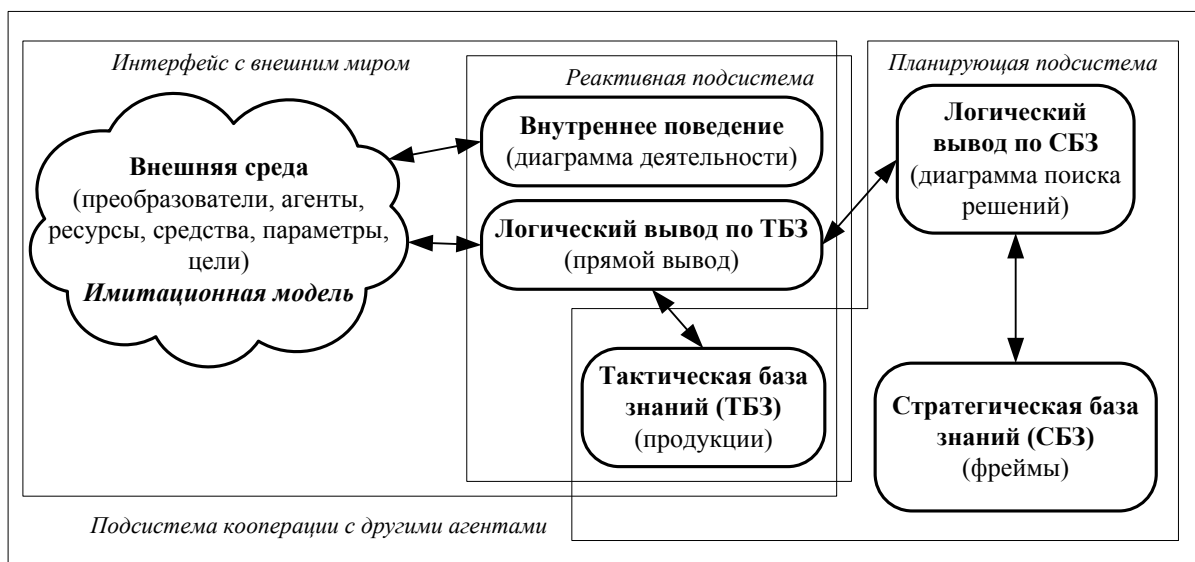 Интерфейс с внешним миром
Реактивная подсистема
Планирующая подсистема
Внешняя среда
(преобразователи, агенты,
ресурсы, средства, параметры,
цели)
Имитационная модель
Внутреннее поведение
(диаграмма деятельности)
Логический вывод по ТБЗ
(прямой вывод)
Тактическая база
знаний (ТБЗ)
(продукции)
Логический
вывод по СБЗ
(диаграмма поиска
решений)
Стратегическая база
знаний (СБЗ)
(фреймы)
Подсистема кооперации с другими агентами